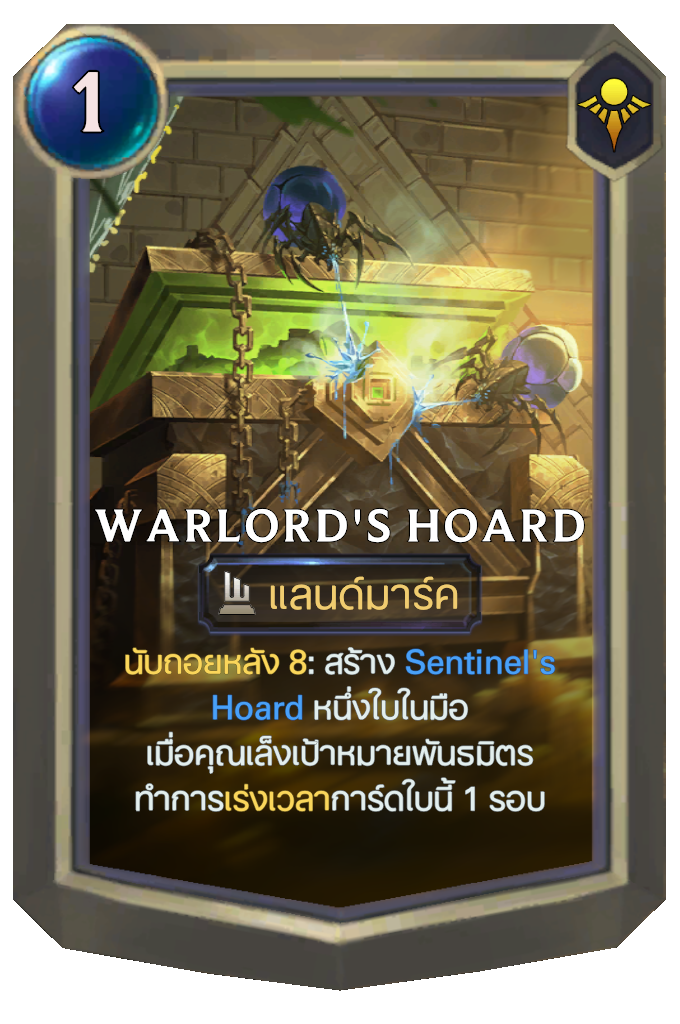 1
WARLORD'S HOARD
แลนด์มาร์ค
นับถอยหลัง 8: สร้าง Sentinel's
Hoard หนึ่งใบในมือ
เมื่อคุณเล็งเป้าหมายพันธมิตร
ทำการเร่งเวลาการ์ดใบนี้ 1 รอบ